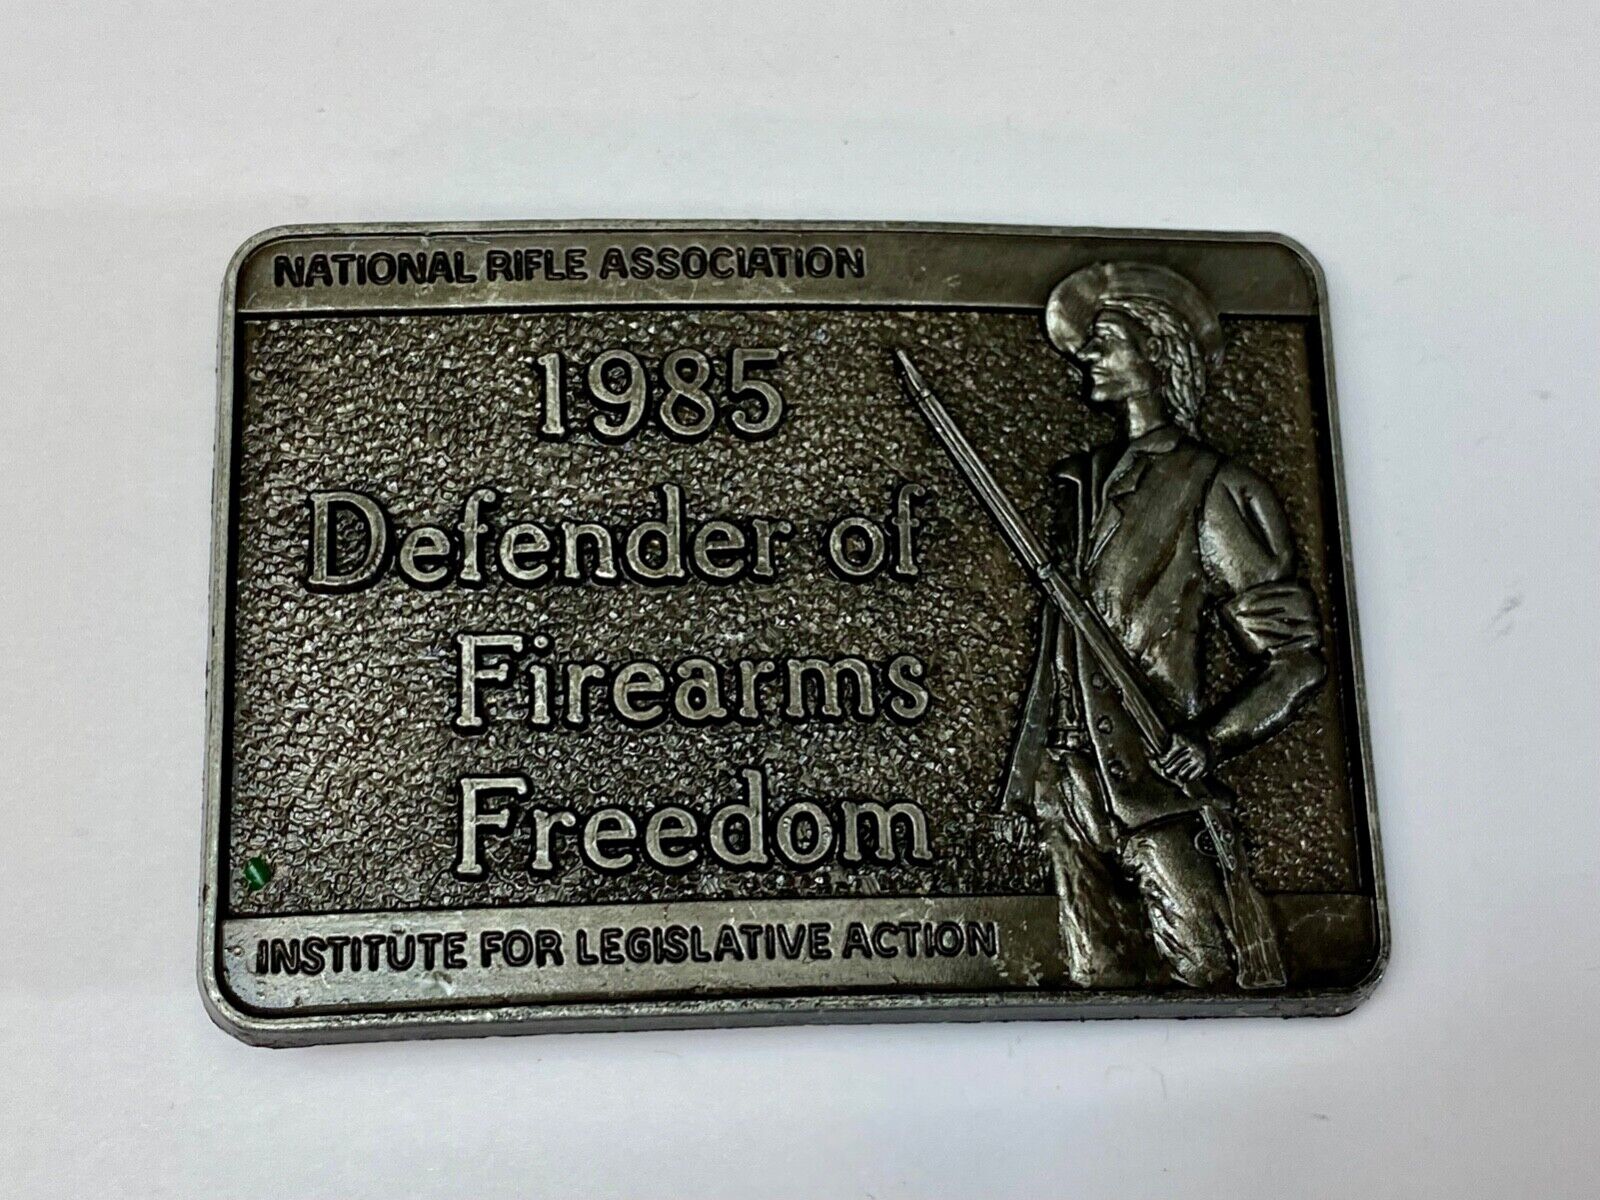 NATIONAL RIFLE ASSOCIATION
1985
Defender of
Firearms
Freedom
INSTITUTE FOR LEGISLATIVE ACTION